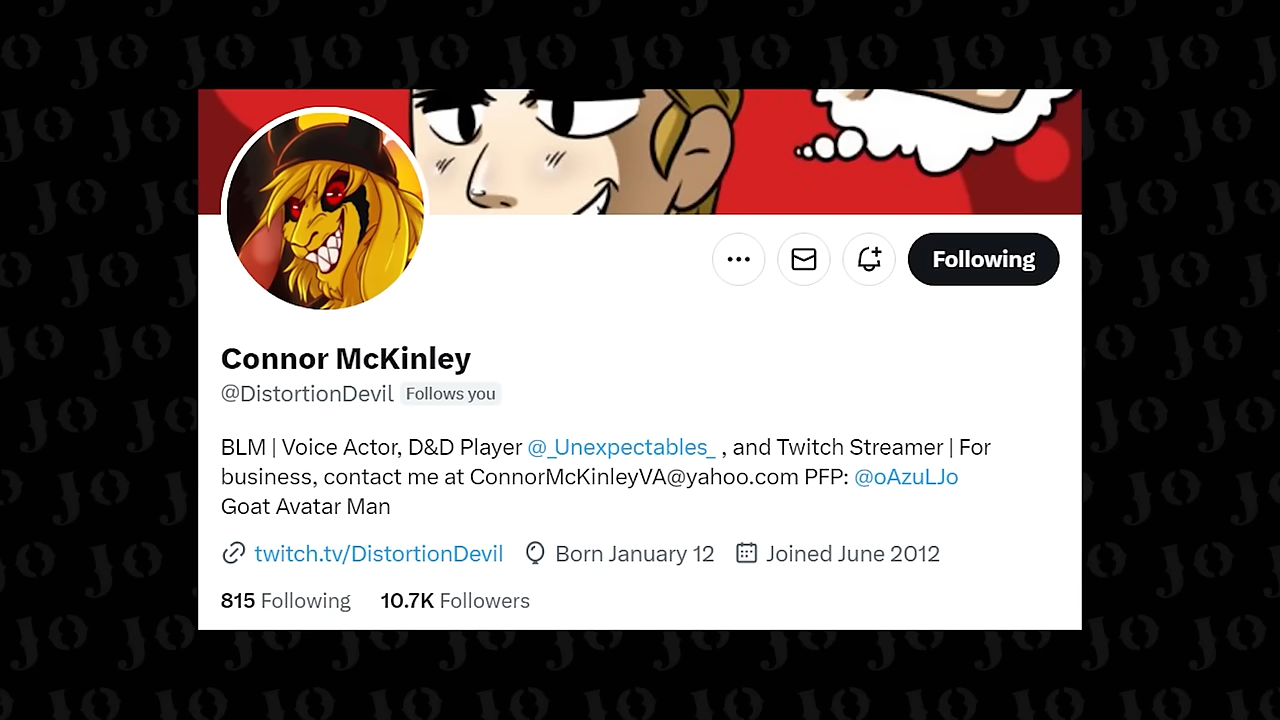 Following
Connor McKinley
@DistortionDevil Follows you
BLM | Voice Actor, D&D Player @_Unexpectables_ , and Twitch Streamer | For
business, contact me at ConnorMcKinleyVA@yahoo.com PFP: @oAzuLJo
Goat Avatar Man
twitch.tv/DistortionDevil Born January 12 Joined June 2012
815 Following 10.7K Followers